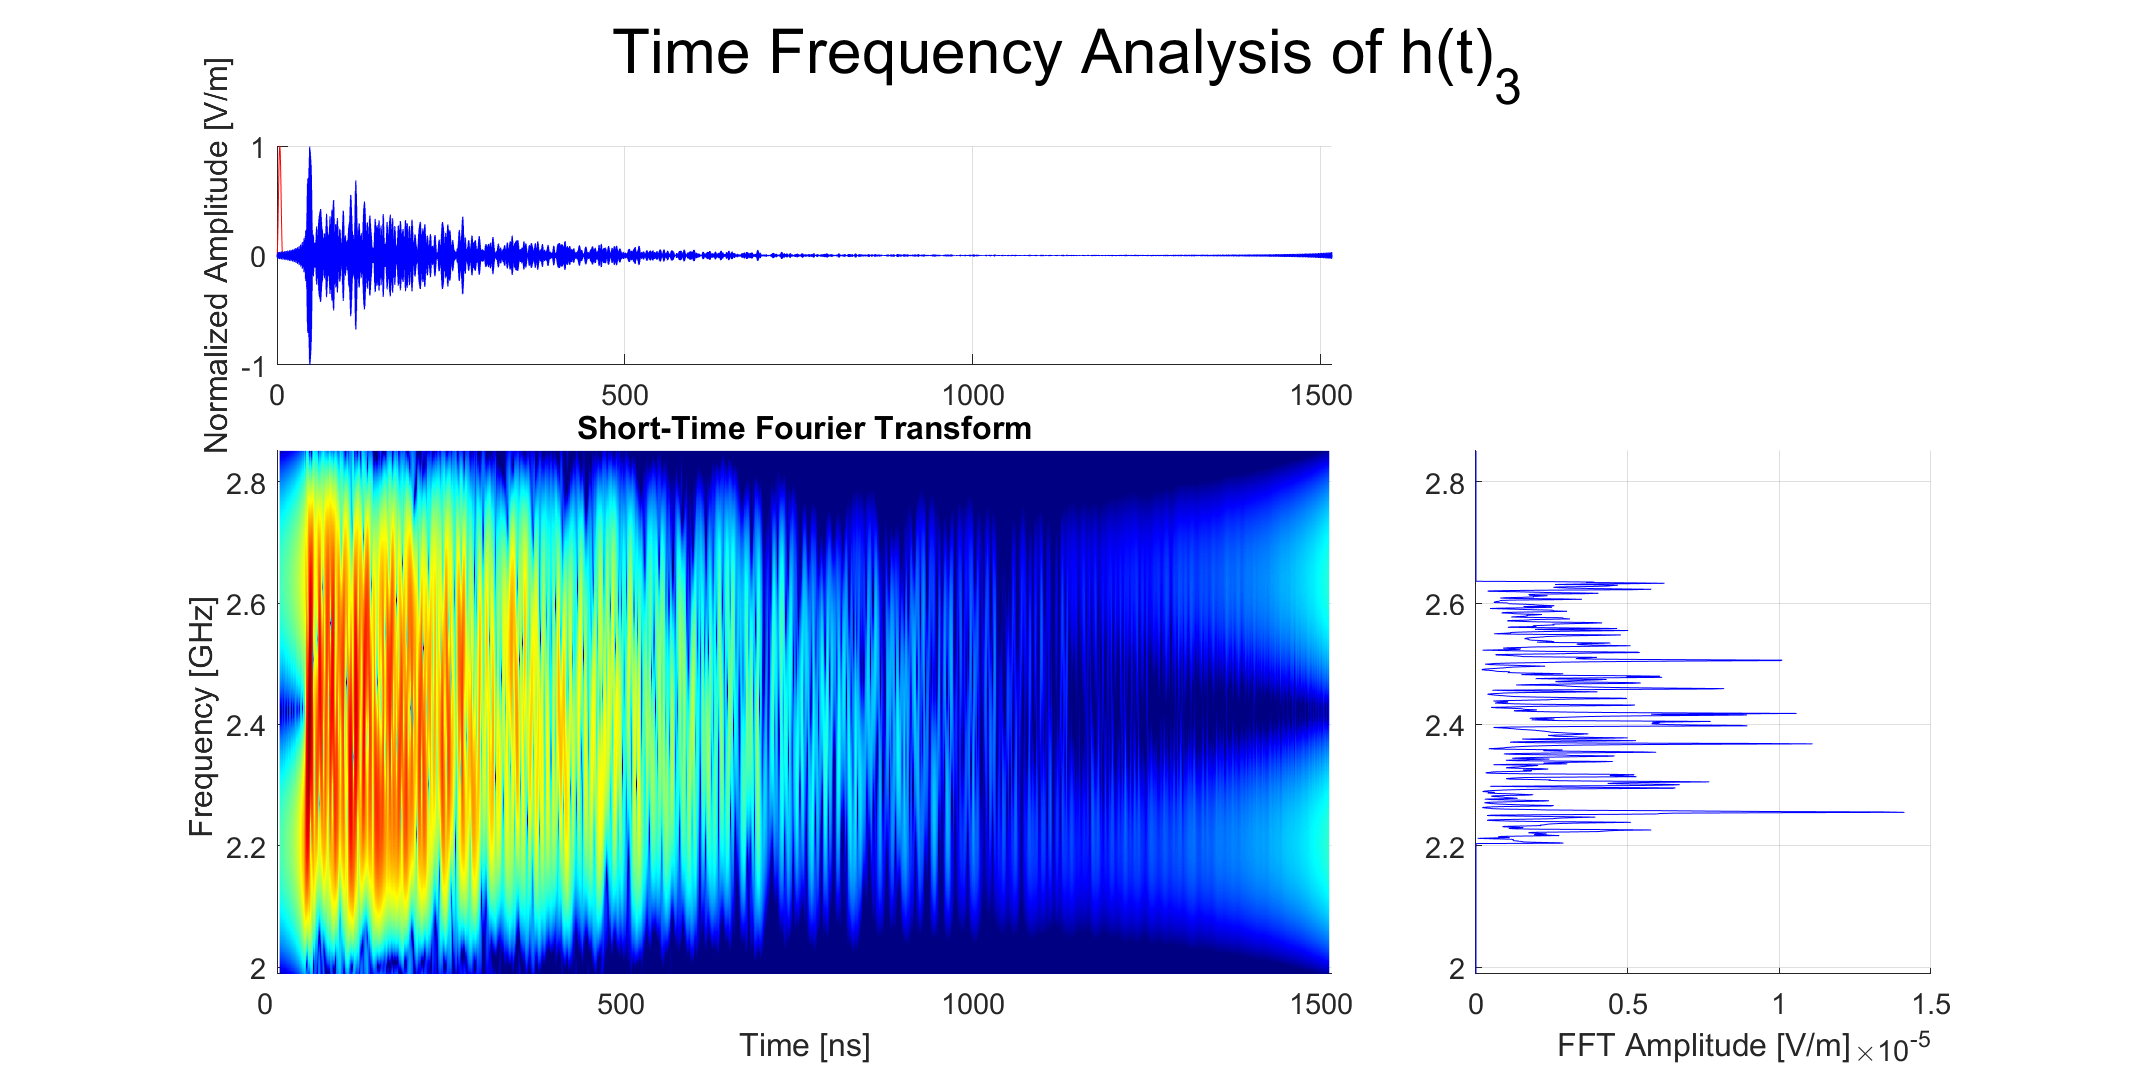 Time Frequency Analysis of h(t)₃
Normalized Amplitude [V/m]
1
0
-1
0 500 1000 1500
Short-Time Fourier Transform
Frequency [GHz]
2.8
2.6
2.4
2.2
2
0 500 1000 1500
Time [ns]
2.8
2.6
2.4
2.2
2
0 0.5 1 1.5
FFT Amplitude [V/m] ×10⁻⁵